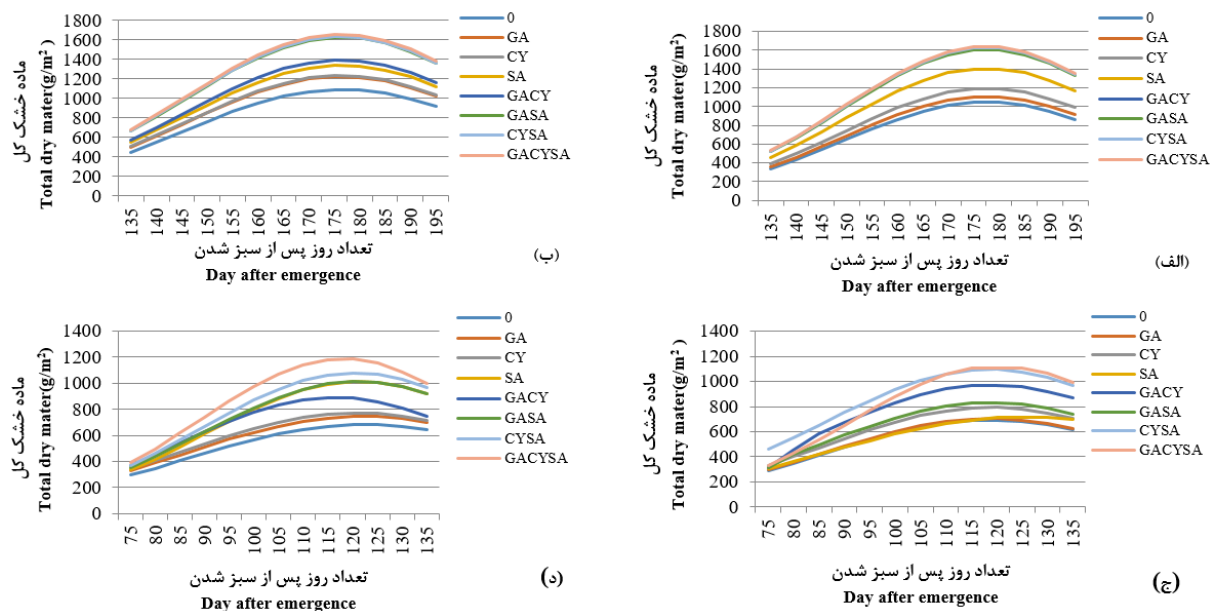 ماده خشک کل
Total dry mater(g/m²)
1800
1600
1400
1200
1000
800
600
400
200
0
135 140 145 150 155 160 165 170 175 180 185 190 195
0
GA
CY
SA
GACY
GASA
CYSA
GACYSA
تعداد روز پس از سبز شدن
Day after emergence
(الف)
ماده خشک کل
Total dry mater(g/m²)
1800
1600
1400
1200
1000
800
600
400
200
0
135 140 145 150 155 160 165 170 175 180 185 190 195
0
GA
CY
SA
GACY
GASA
CYSA
GACYSA
تعداد روز پس از سبز شدن
Day after emergence
(ب)
ماده خشک کل
Total dry mater(g/m²)
1400
1200
1000
800
600
400
200
0
75 80 85 90 95 100 105 110 115 120 125 130 135
0
GA
CY
SA
GACY
GASA
CYSA
GACYSA
تعداد روز پس از سبز شدن
Day after emergence
(ج)
ماده خشک کل
Total dry mater(g/m²)
1400
1200
1000
800
600
400
200
0
75 80 85 90 95 100 105 110 115 120 125 130 135
0
GA
CY
SA
GACY
GASA
CYSA
GACYSA
تعداد روز پس از سبز شدن
Day after emergence
(د)